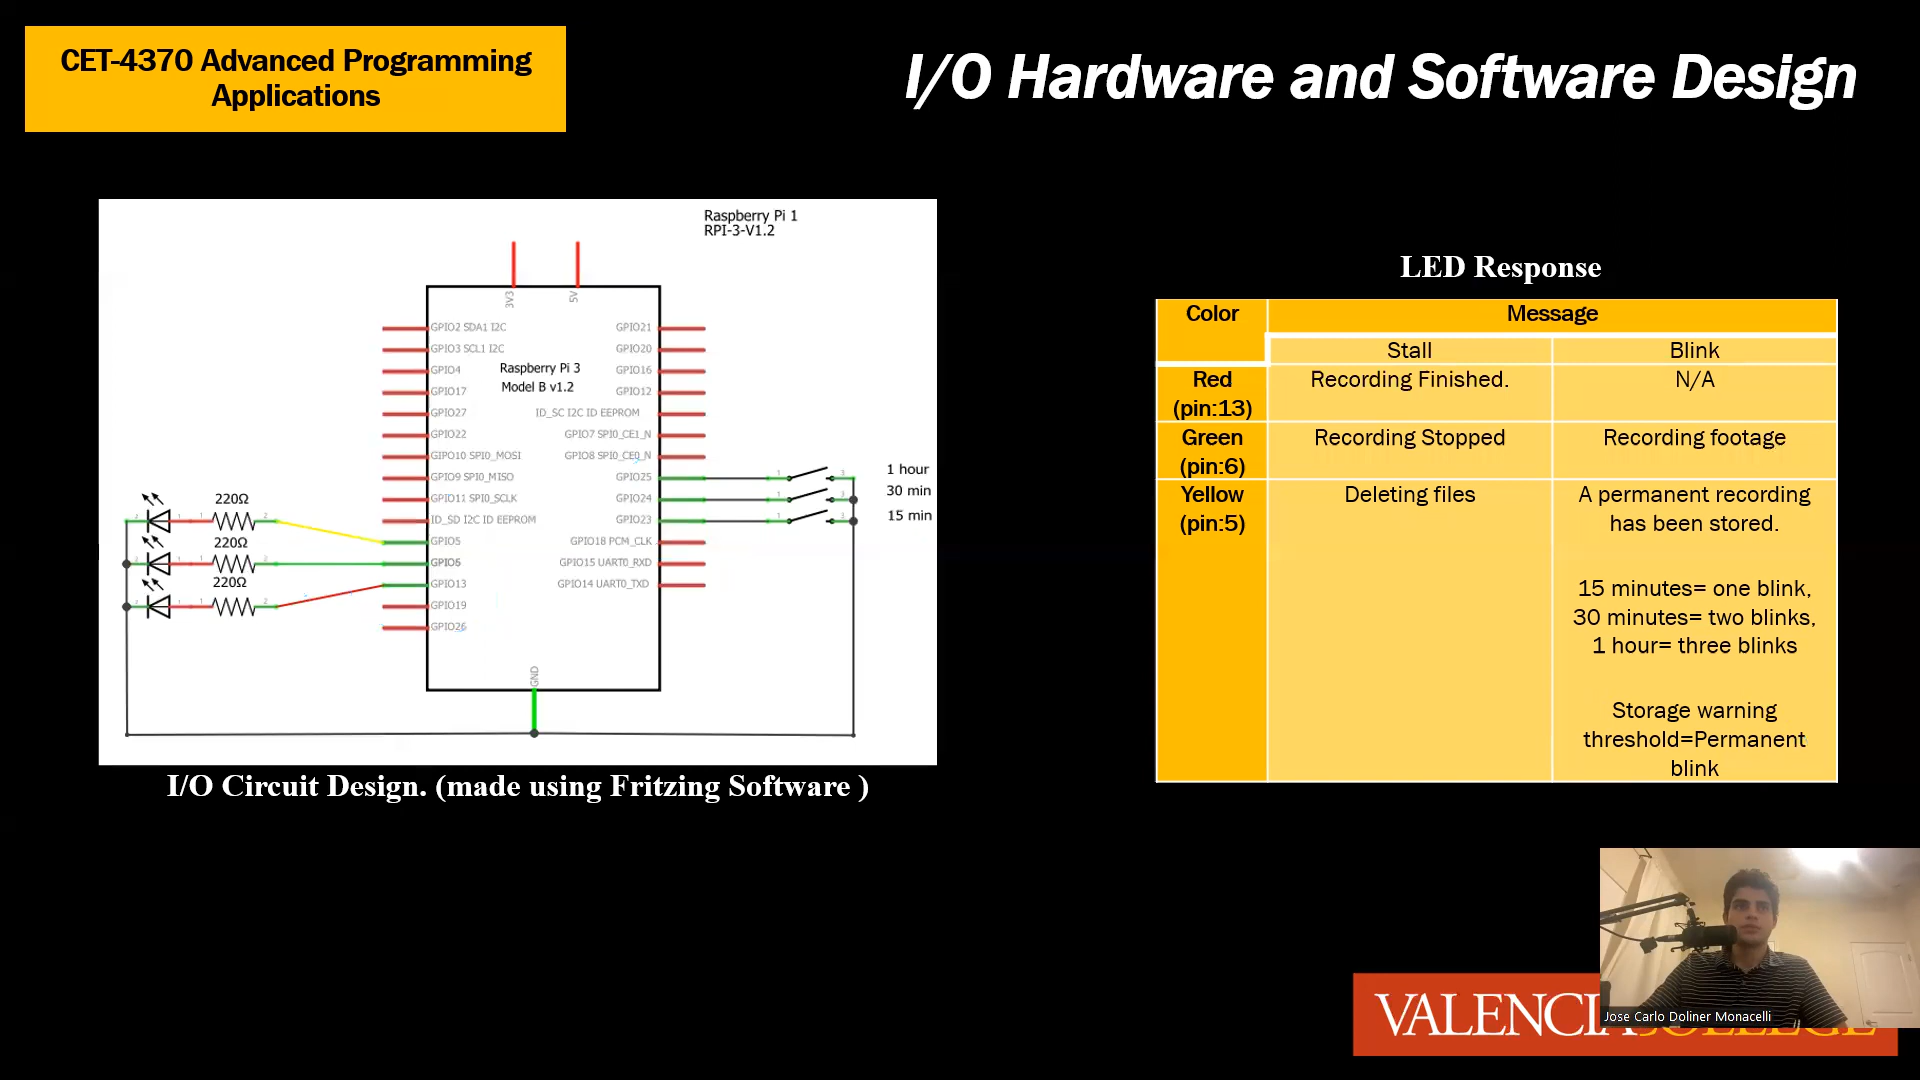 CET-4370 Advanced Programming
Applications
I/O Hardware and Software Design
Raspberry Pi 1
RPI-3-V1.2
3V3
5V
GPIO2 SDA1 I2C
GPIO21
GPIO3 SCL1 I2C
GPIO20
GPIO4
Raspberry Pi 3
Model B v1.2
GPIO16
GPIO17
GPIO12
GPIO27
ID_SC I2C ID EEPROM
GPIO22
GPIO7 SPI0_CE1_N
GIPO10 SPI0_MOSI
GPIO8 SPI0_CE0_N
GPIO9 SPI0_MISO
GPIO25
GPIO11 SPI0_SCLK
GPIO24
ID_SD I2C ID EEPROM
GPIO23
GPIO5
GPIO18 PCM_CLK
GPIO6
GPIO15 UART0_RXD
GPIO13
GPIO14 UART0_TXD
GPIO19
GPIO26
GND
220Ω
220Ω
220Ω
1 hour
30 min
15 min
I/O Circuit Design. (made using Fritzing Software )
LED Response
Color
Message
Stall
Blink
Red
(pin:13)
Recording Finished.
N/A
Green
(pin:6)
Recording Stopped
Recording footage
Yellow
(pin:5)
Deleting files
A permanent recording
has been stored.
15 minutes= one blink,
30 minutes= two blinks,
1 hour= three blinks
Storage warning
threshold=Permanent
blink
Jose Carlo Doliner Monacelli